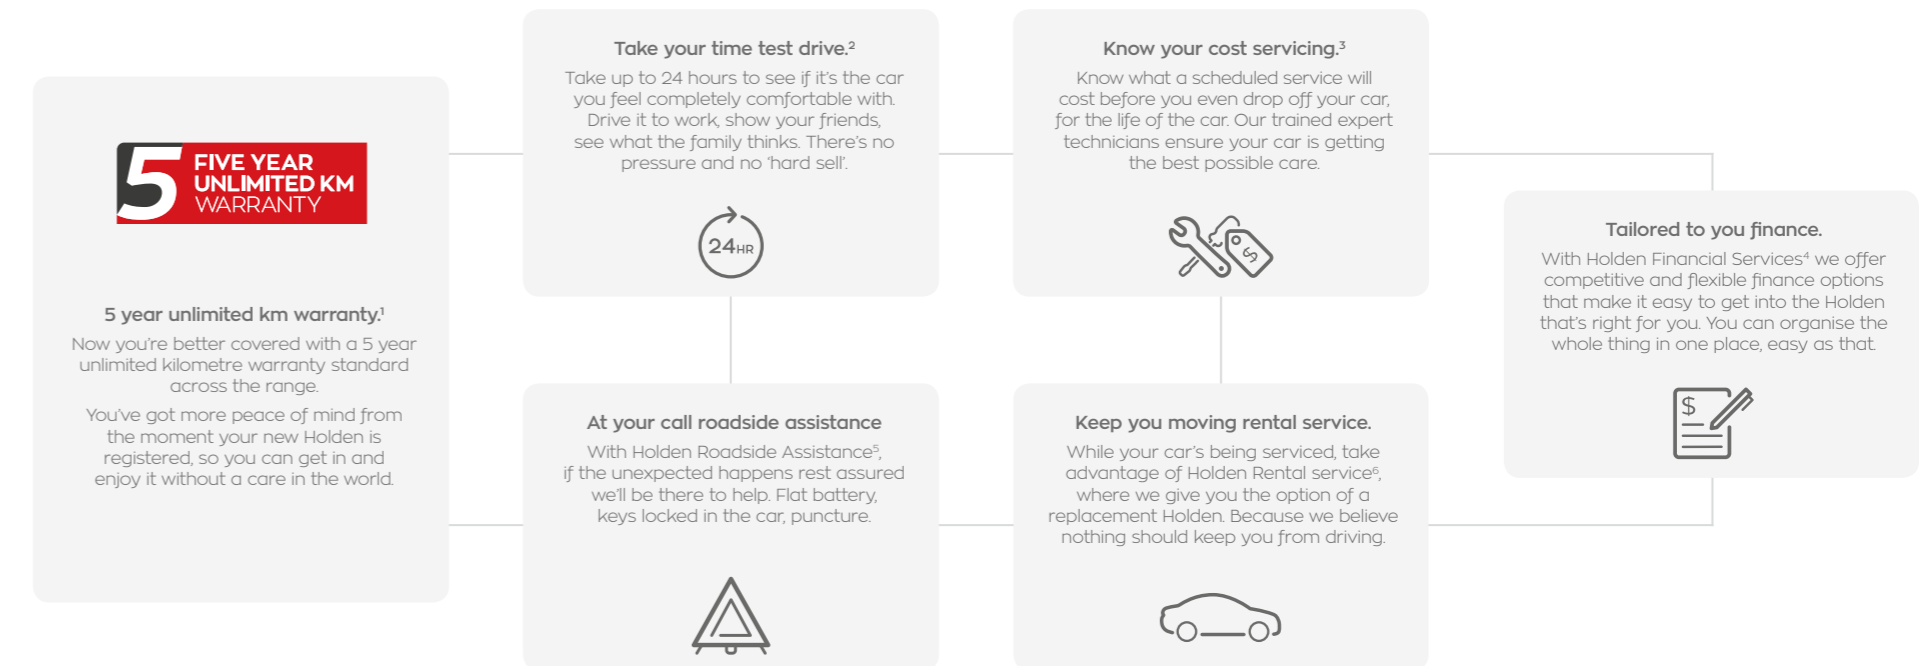 5 FIVE YEAR
UNLIMITED KM
WARRANTY
5 year unlimited km warranty.¹
Now you're better covered with a 5 year
unlimited kilometre warranty standard
across the range.
You've got more peace of mind from
the moment your new Holden is
registered, so you can get in and
enjoy it without a care in the world.
Take your time test drive.²
Take up to 24 hours to see if it's the car
you feel completely comfortable with.
Drive it to work, show your friends,
see what the family thinks. There's no
pressure and no 'hard sell'.
24HR
Know your cost servicing.³
Know what a scheduled service will
cost before you even drop off your car,
for the life of the car. Our trained expert
technicians ensure your car is getting
the best possible care.
$
Tailored to you finance.
With Holden Financial Services⁴ we offer
competitive and flexible finance options
that make it easy to get into the Holden
that's right for you. You can organise the
whole thing in one place, easy as that.
$
At your call roadside assistance
With Holden Roadside Assistance⁵,
if the unexpected happens rest assured
we'll be there to help. Flat battery,
keys locked in the car, puncture.
Keep you moving rental service.
While your car's being serviced, take
advantage of Holden Rental service⁶,
where we give you the option of a
replacement Holden. Because we believe
nothing should keep you from driving.